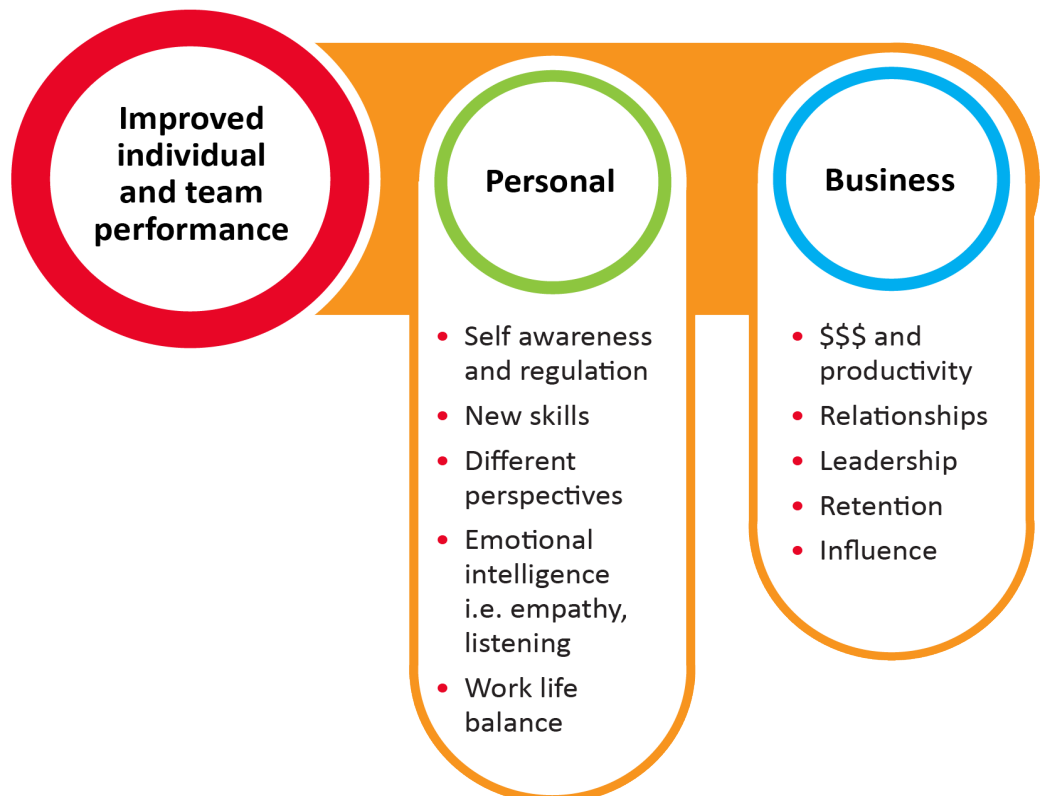 Improved
individual
and team
performance
Personal
• Self awareness
and regulation
• New skills
• Different
perspectives
• Emotional
intelligence
i.e. empathy,
listening
• Work life
balance
Business
• $$$ and
productivity
• Relationships
• Leadership
• Retention
• Influence